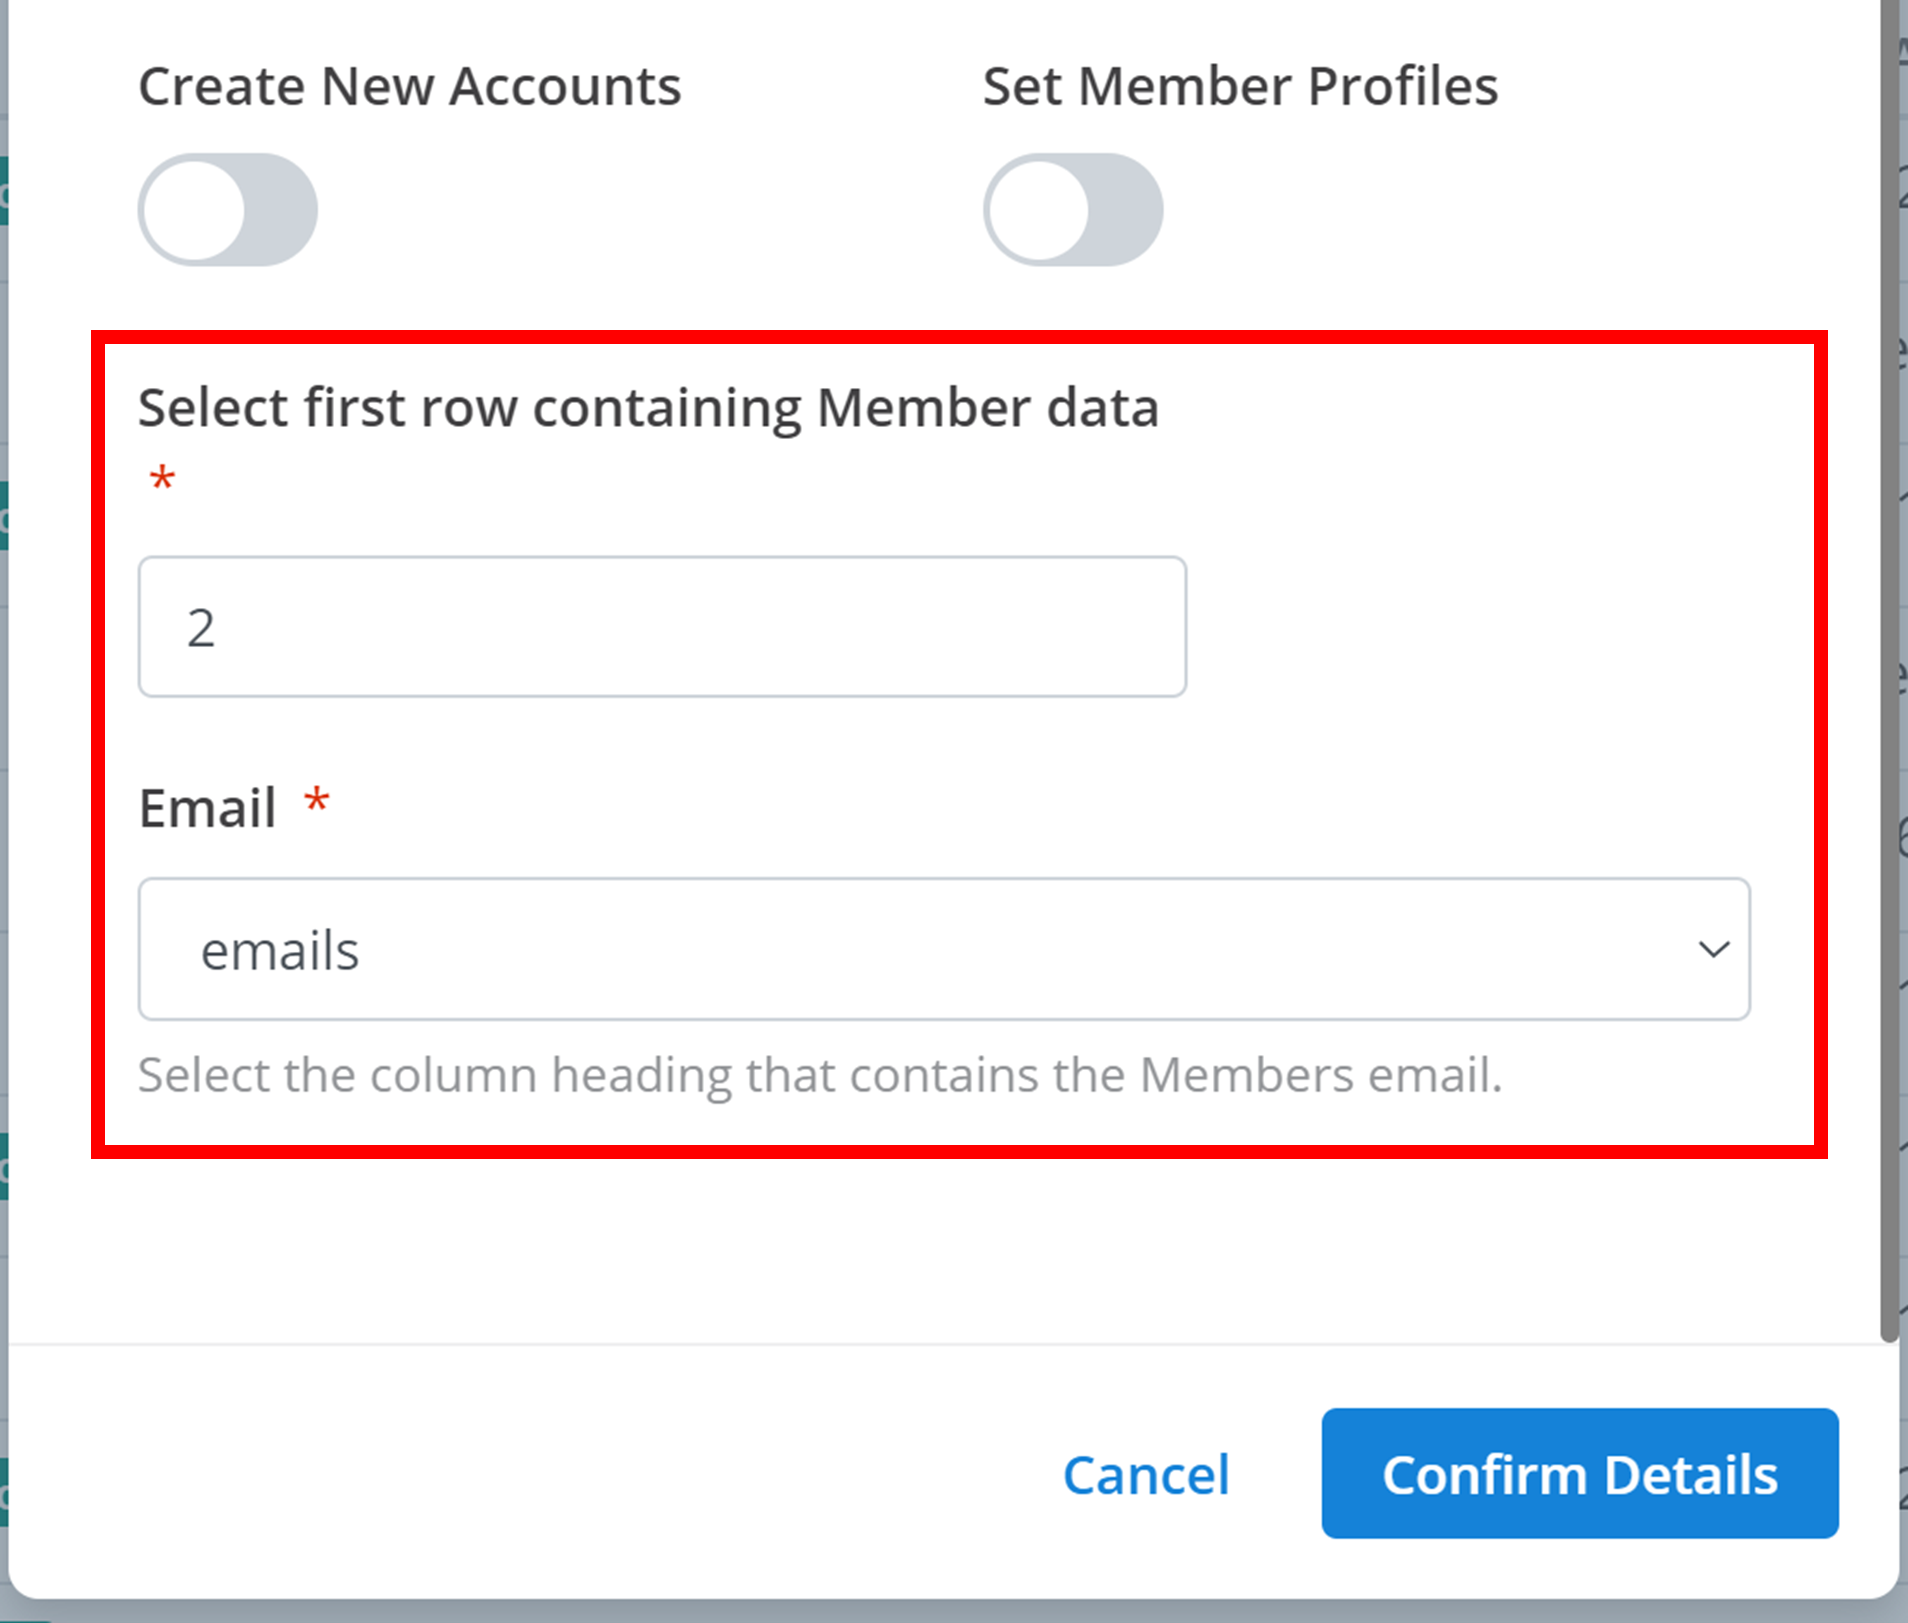 Create New Accounts
Set Member Profiles
Select first row containing Member data
*
2
Email *
emails
Select the column heading that contains the Members email.
Cancel
Confirm Details